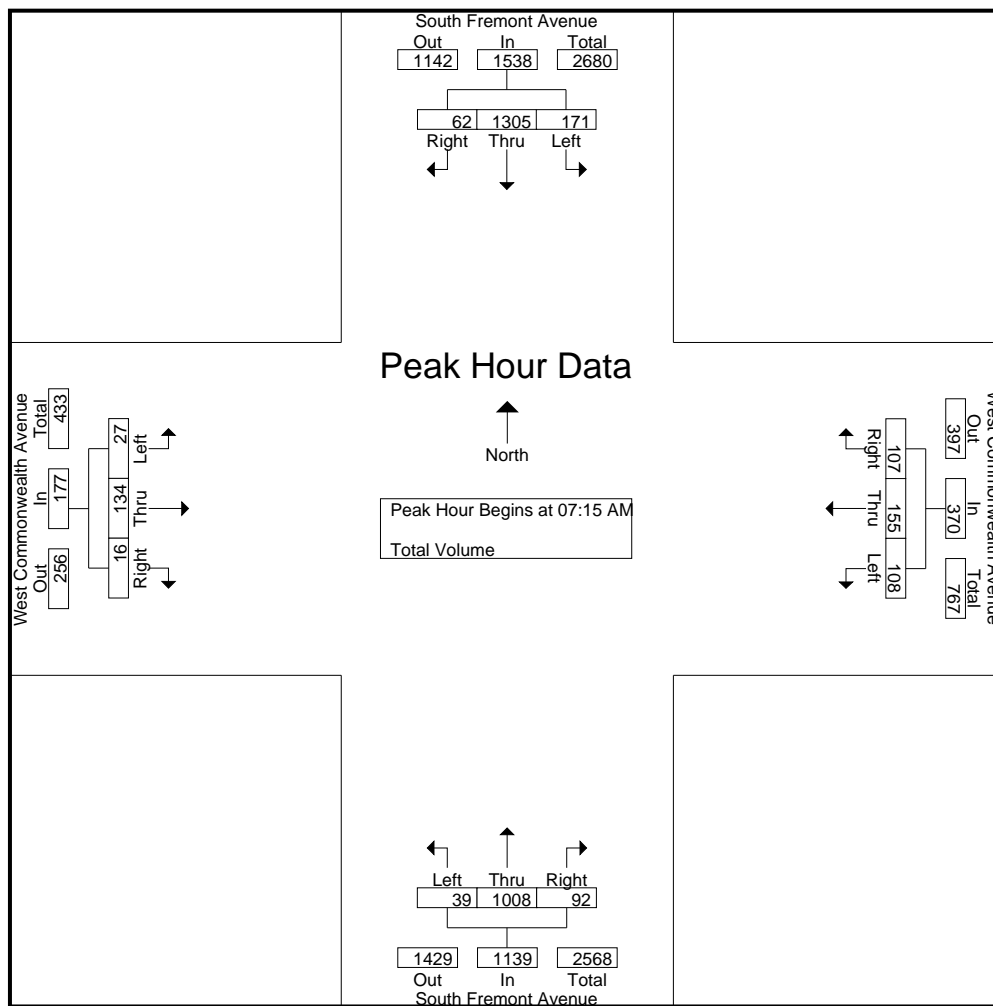 South Fremont Avenue
Out In Total
1142 1538 2680
62 1305 171
Right Thru Left
Peak Hour Data
North
Peak Hour Begins at 07:15 AM
Total Volume
West Commonwealth Avenue
Total In Out
433 177 256
27 134 16
Left Thru Right
West Commonwealth Avenue
Out In Total
397 370 767
107 155 108
Right Thru Left
Left Thru Right
39 1008 92
1429 1139 2568
Out In Total
South Fremont Avenue